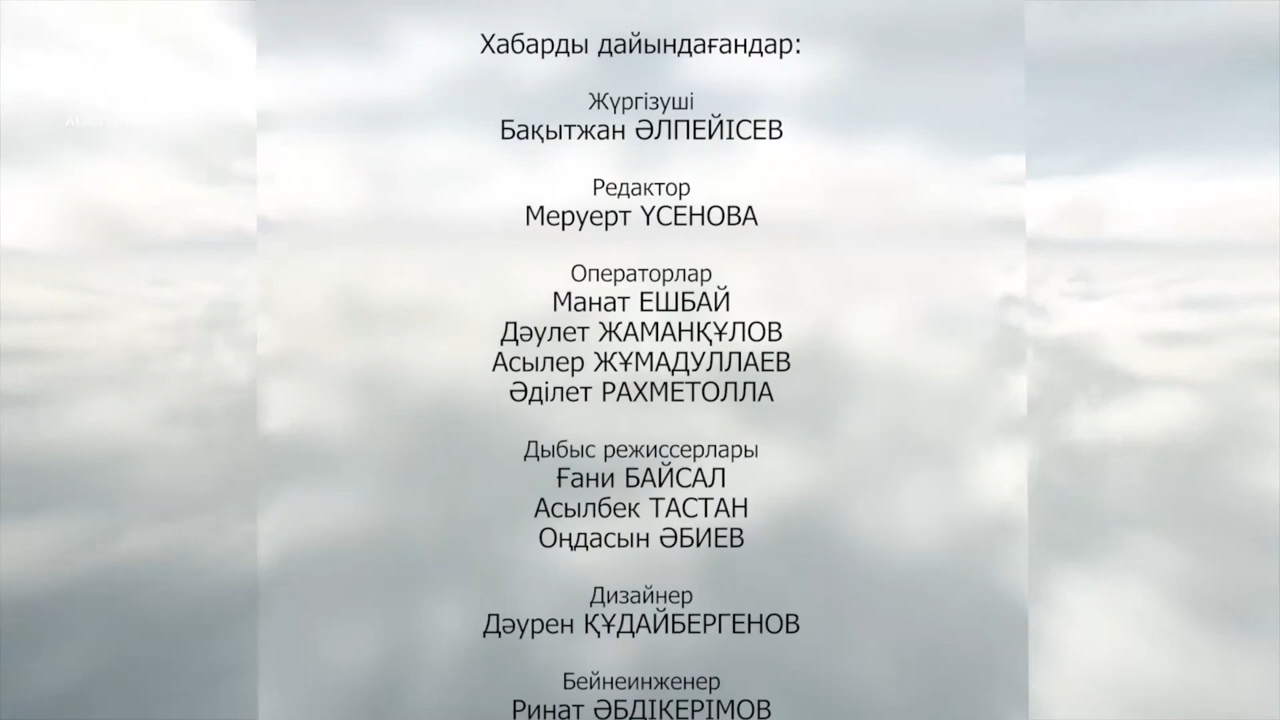 Хабарды дайындағандар:
Жүргізуші
Бақытжан ӘЛПЕЙІСЕВ
Редактор
Меруерт ҮСЕНОВА
Операторлар
Манат ЕШБАЙ
Дәулет ЖАМАНҚҰЛОВ
Асылер ЖҰМАДУЛЛАЕВ
Әділет РАХМЕТОЛЛА
Дыбыс режиссерлары
Ғани БАЙСАЛ
Асылбек ТАСТАН
Оңдасын ӘБИЕВ
Дизайнер
Дәурен ҚҰДАЙБЕРГЕНОВ
Бейнеинженер
Ринат ӘБДІКЕРІМОВ